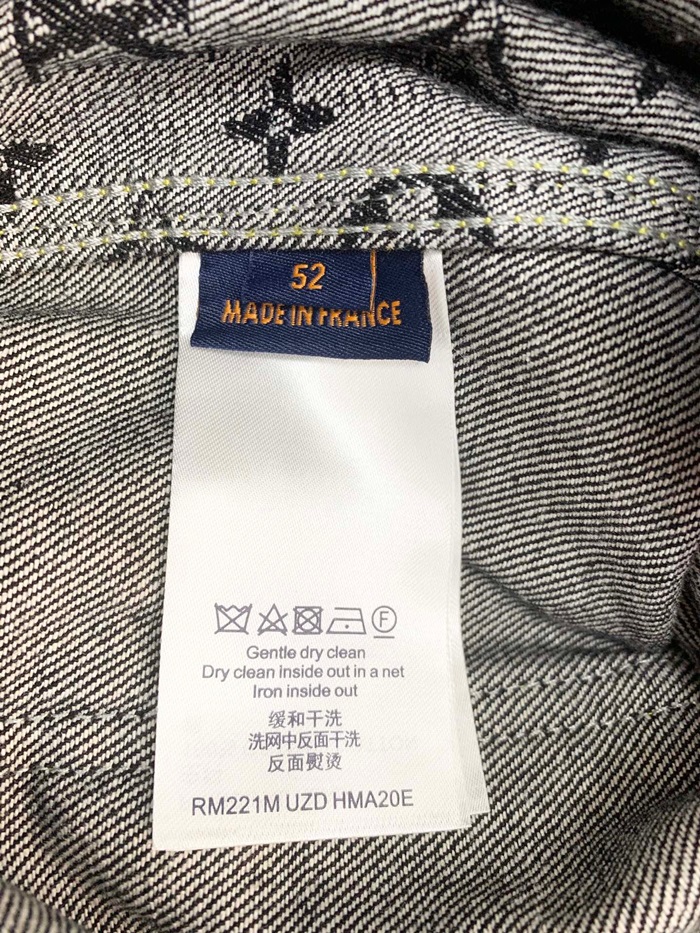 52
MADE IN FRANCE
F
Gentle dry clean
Dry clean inside out in a net
Iron inside out
缓和干洗
洗网中反面干洗
反面熨烫
RM221M UZD HMA20E